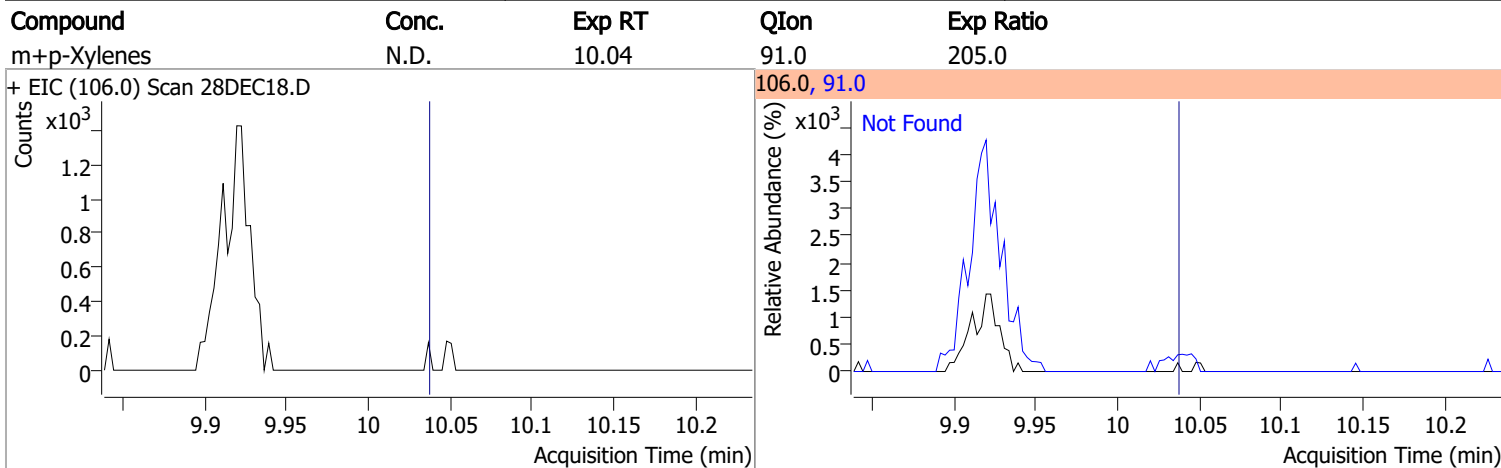 Compound Conc. Exp RT QIon Exp Ratio
m+p-Xylenes N.D. 10.04 91.0 205.0
+ EIC (106.0) Scan 28DEC18.D
Counts
x10³
1.2
1
0.8
0.6
0.4
0.2
0
9.9 9.95 10 10.05 10.1 10.15 10.2
Acquisition Time (min)
106.0, 91.0
Relative Abundance (%)
x10³
Not Found
4
3.5
3
2.5
2
1.5
1
0.5
0
9.9 9.95 10 10.05 10.1 10.15 10.2
Acquisition Time (min)